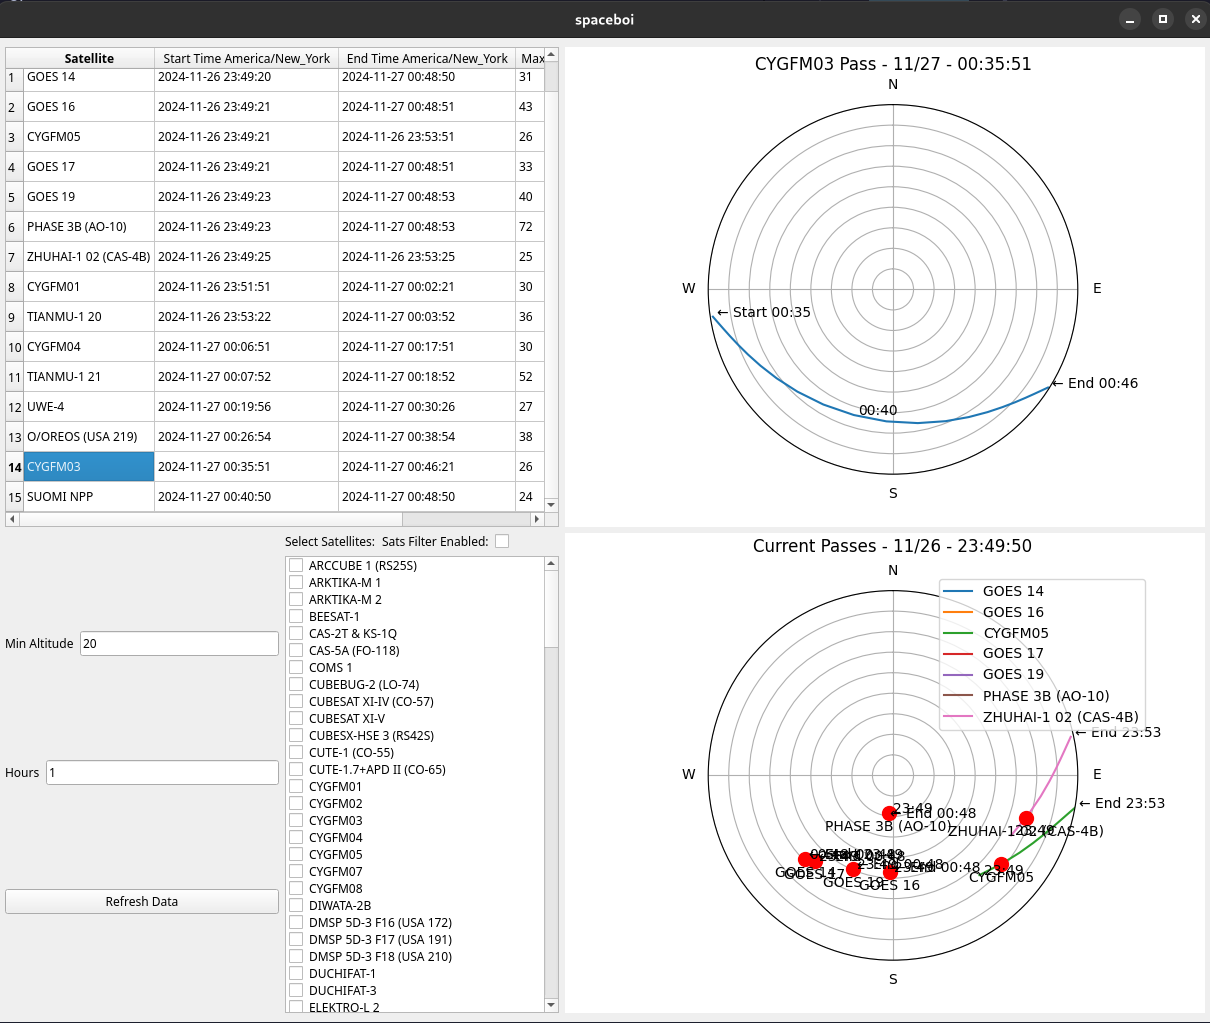 spaceboi
Satellite Start Time America/New_York End Time America/New_York Max
1 GOES 14 2024-11-26 23:49:20 2024-11-27 00:48:50 31
2 GOES 16 2024-11-26 23:49:21 2024-11-27 00:48:51 43
3 CYGFM05 2024-11-26 23:49:21 2024-11-26 23:53:51 26
4 GOES 17 2024-11-26 23:49:21 2024-11-27 00:48:51 33
5 GOES 19 2024-11-26 23:49:23 2024-11-27 00:48:53 40
6 PHASE 3B (AO-10) 2024-11-26 23:49:23 2024-11-27 00:48:53 72
7 ZHUHAI-1 02 (CAS-4B) 2024-11-26 23:49:25 2024-11-26 23:53:25 25
8 CYGFM01 2024-11-26 23:51:51 2024-11-27 00:02:21 30
9 TIANMU-1 20 2024-11-26 23:53:22 2024-11-27 00:03:52 36
10 CYGFM04 2024-11-27 00:06:51 2024-11-27 00:17:51 30
11 TIANMU-1 21 2024-11-27 00:07:52 2024-11-27 00:18:52 52
12 UWE-4 2024-11-27 00:19:56 2024-11-27 00:30:26 27
13 O/OREOS (USA 219) 2024-11-27 00:26:54 2024-11-27 00:38:54 38
14 CYGFM03 2024-11-27 00:35:51 2024-11-27 00:46:21 26
15 SUOMI NPP 2024-11-27 00:40:50 2024-11-27 00:48:50 24
CYGFM03 Pass - 11/27 - 00:35:51
N
W
E
← Start 00:35
← End 00:46
00:40
S
Min Altitude 20
Hours 1
Refresh Data
Select Satellites: Sats Filter Enabled:
ARCCUBE 1 (RS25S)
ARKTIKA-M 1
ARKTIKA-M 2
BEESAT-1
CAS-2T & KS-1Q
CAS-5A (FO-118)
COMS 1
CUBEBUG-2 (LO-74)
CUBESAT XI-IV (CO-57)
CUBESAT XI-V
CUBESX-HSE 3 (RS42S)
CUTE-1 (CO-55)
CUTE-1.7+APD II (CO-65)
CYGFM01
CYGFM02
CYGFM03
CYGFM04
CYGFM05
CYGFM07
CYGFM08
DIWATA-2B
DMSP 5D-3 F16 (USA 172)
DMSP 5D-3 F17 (USA 191)
DMSP 5D-3 F18 (USA 210)
DUCHIFAT-1
DUCHIFAT-3
ELEKTRO-L 2
Current Passes - 11/26 - 23:49:50
N
GOES 14
GOES 16
CYGFM05
GOES 17
GOES 19
PHASE 3B (AO-10)
ZHUHAI-1 02 (CAS-4B)
← End 23:53
W
E
← End 23:53
23:49
← End 00:48
PHASE 3B (AO-10)
ZHUHAI-1 02 (CAS-4B)
23:49
End 00:48
23:49
GOES 14
GOES 17
GOES 19
GOES 16
CYGFM05
S